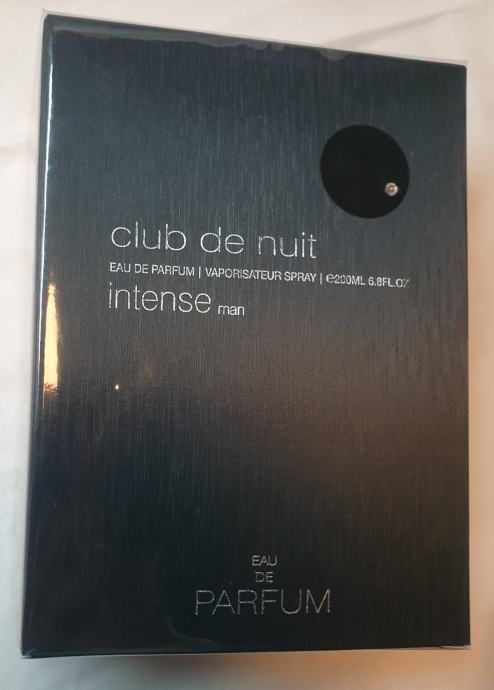 club de nuit
EAU DE PARFUM | VAPORISATEUR SPRAY | ℮200ML 6.8FL.OZ
intense man
EAU
DE
PARFUM